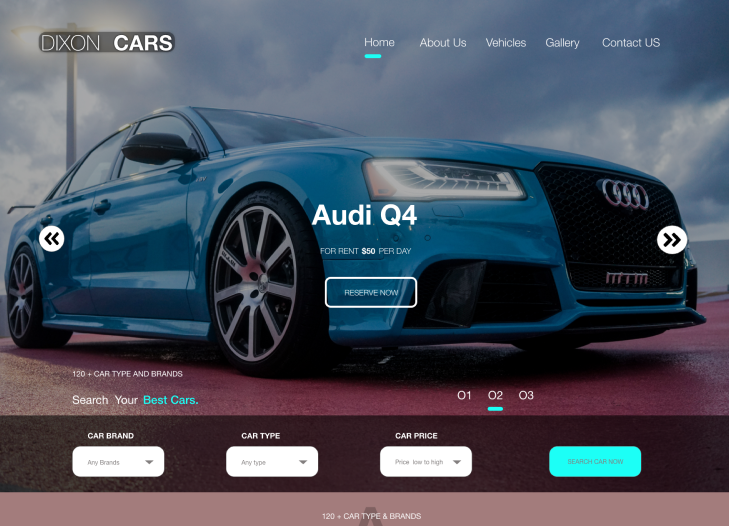 DIXON CARS
Home About Us Vehicles Gallery Contact US
Audi Q4
FOR RENT $50 PER DAY
RESERVE NOW
120 + CAR TYPE AND BRANDS
Search Your Best Cars.
O1 O2 O3
CAR BRAND CAR TYPE CAR PRICE
Any Brands Any type Price low to high SEARCH CAR NOW
120 + CAR TYPE & BRANDS